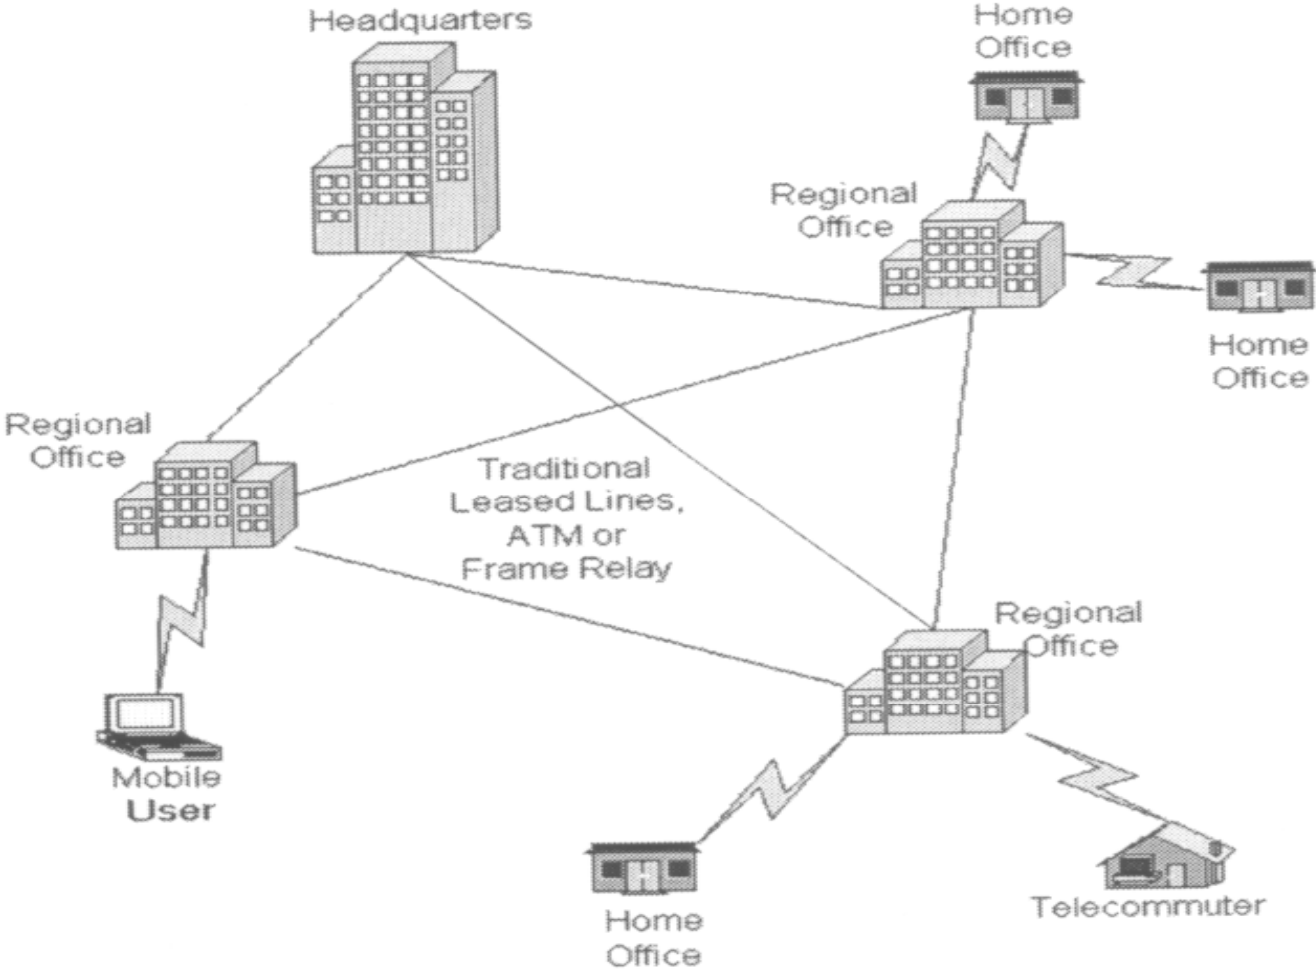 Headquarters
Home
Office
Regional
Office
Home
Office
Regional
Office
Traditional
Leased Lines,
ATM or
Frame Relay
Regional
Office
Mobile
User
Home
Office
Telecommuter